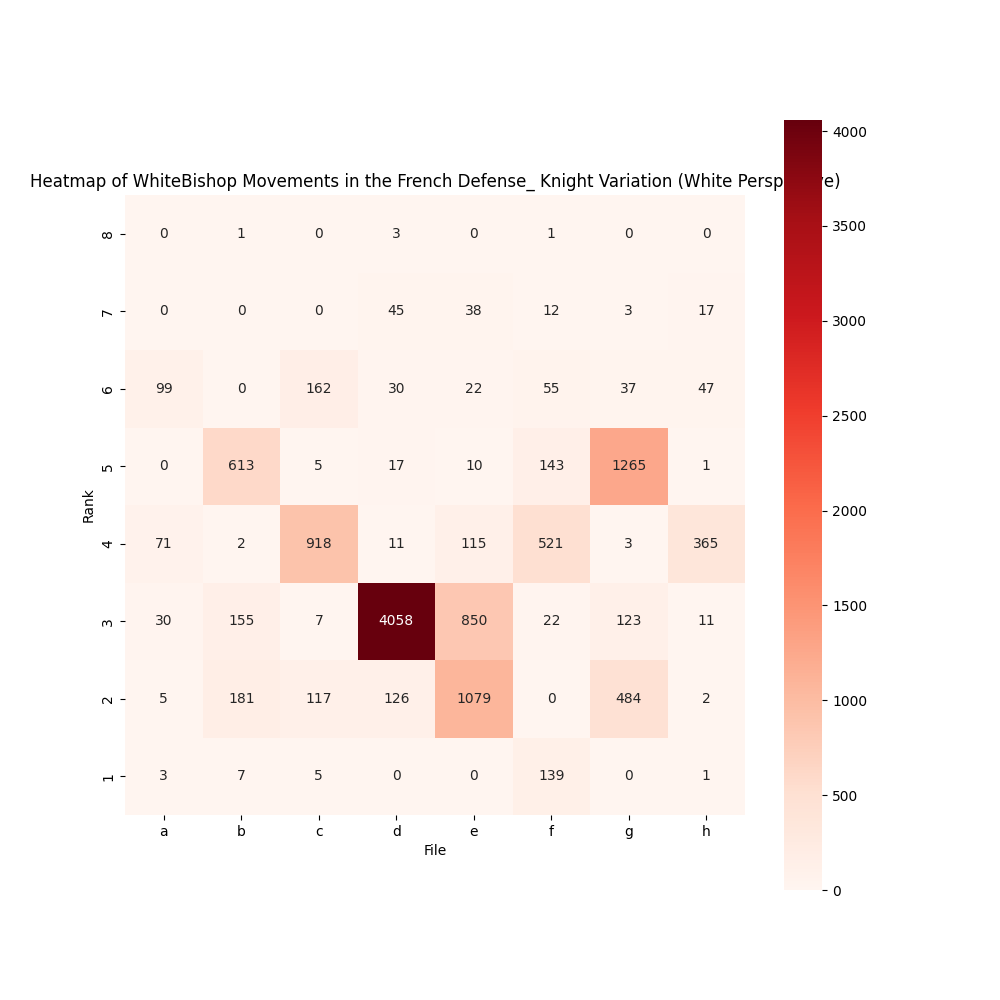 Heatmap of WhiteBishop Movements in the French Defense_ Knight Variation (White Persp ve)
8 0 1 0 3 0 1 0 0
7 0 0 0 45 38 12 3 17
6 99 0 162 30 22 55 37 47
5 0 613 5 17 10 143 1265 1
4 71 2 918 11 115 521 3 365
3 30 155 7 4058 850 22 123 11
2 5 181 117 126 1079 0 484 2
1 3 7 5 0 0 139 0 1
a b c d e f g h
File
Rank
4000
3500
3000
2500
2000
1500
1000
500
0